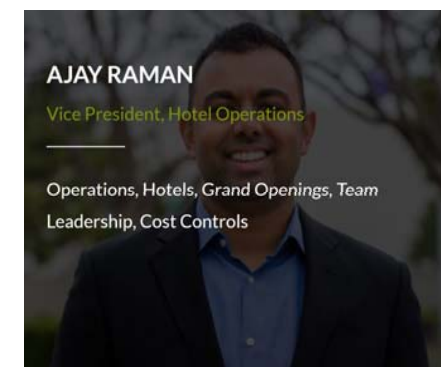 AJAY RAMAN
Vice President, Hotel Operations
Operations, Hotels, Grand Openings, Team
Leadership, Cost Controls